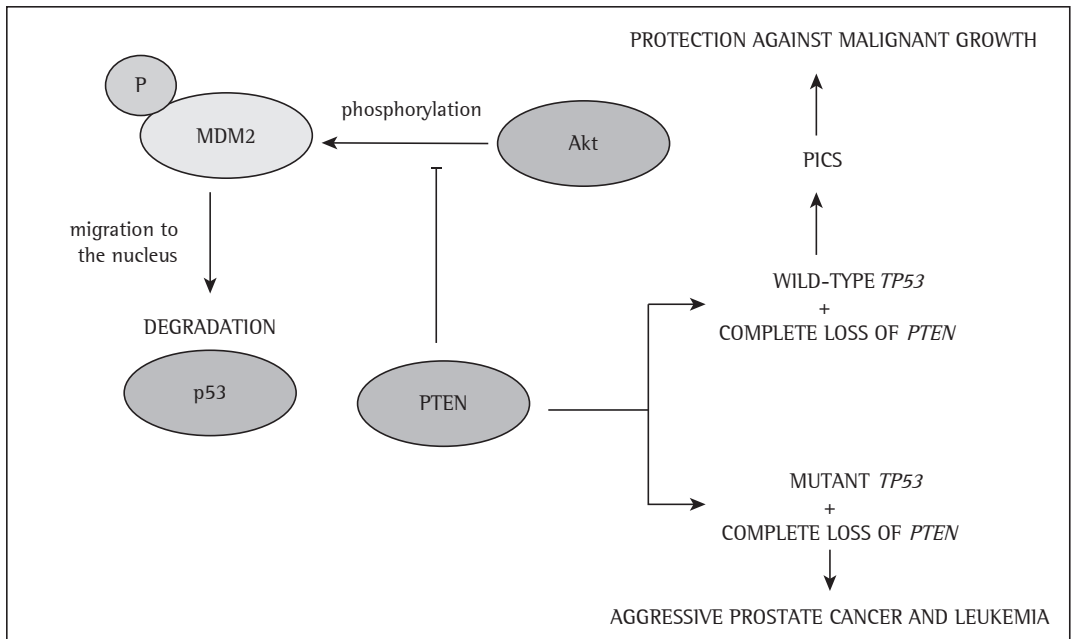 PROTECTION AGAINST MALIGNANT GROWTH
P
phosphorylation
MDM2
Akt
PICS
migration to
the nucleus
WILD-TYPE TP53
+
COMPLETE LOSS OF PTEN
DEGRADATION
p53
PTEN
MUTANT TP53
+
COMPLETE LOSS OF PTEN
AGGRESSIVE PROSTATE CANCER AND LEUKEMIA